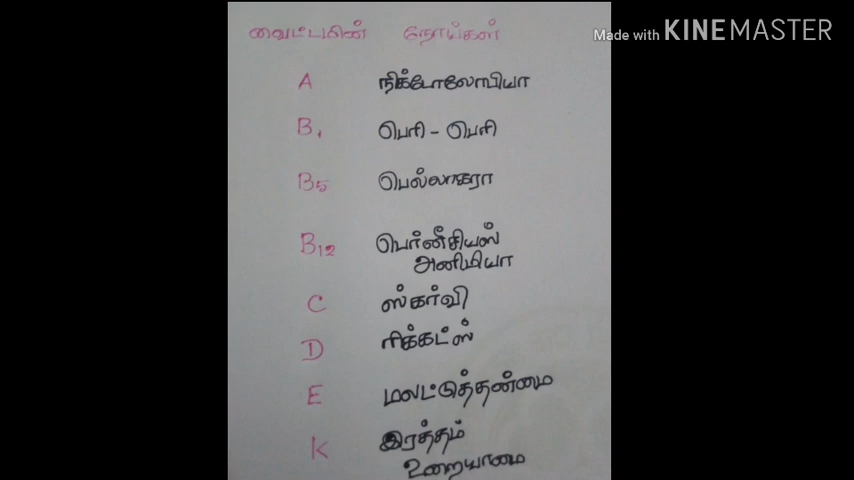 Made with KINEMASTER
வைட்டமின் நோய்கள்
A நிக்டோலோபியா
B1 பெரி - பெரி
B5 பெல்லாகரா
B12 பெர்னீசியஸ்
அனிமியா
C ஸ்கர்வி
D ரிக்கட்ஸ்
E மலட்டுத்தன்மை
K இரத்தம்
உறையாமை